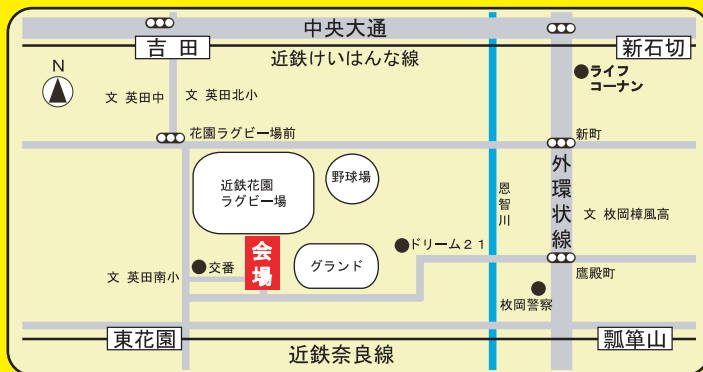 中央大通
吉田
新石切
近鉄けいはんな線
N
ライフ
コーナン
文 英田中
文 英田北小
花園ラグビー場前
新町
近鉄花園
ラグビー場
野球場
恩智川
外環状線
文 枚岡樟風高
会場
ドリーム21
グランド
交番
文 英田南小
鷹殿町
枚岡警察
東花園
瓢箪山
近鉄奈良線